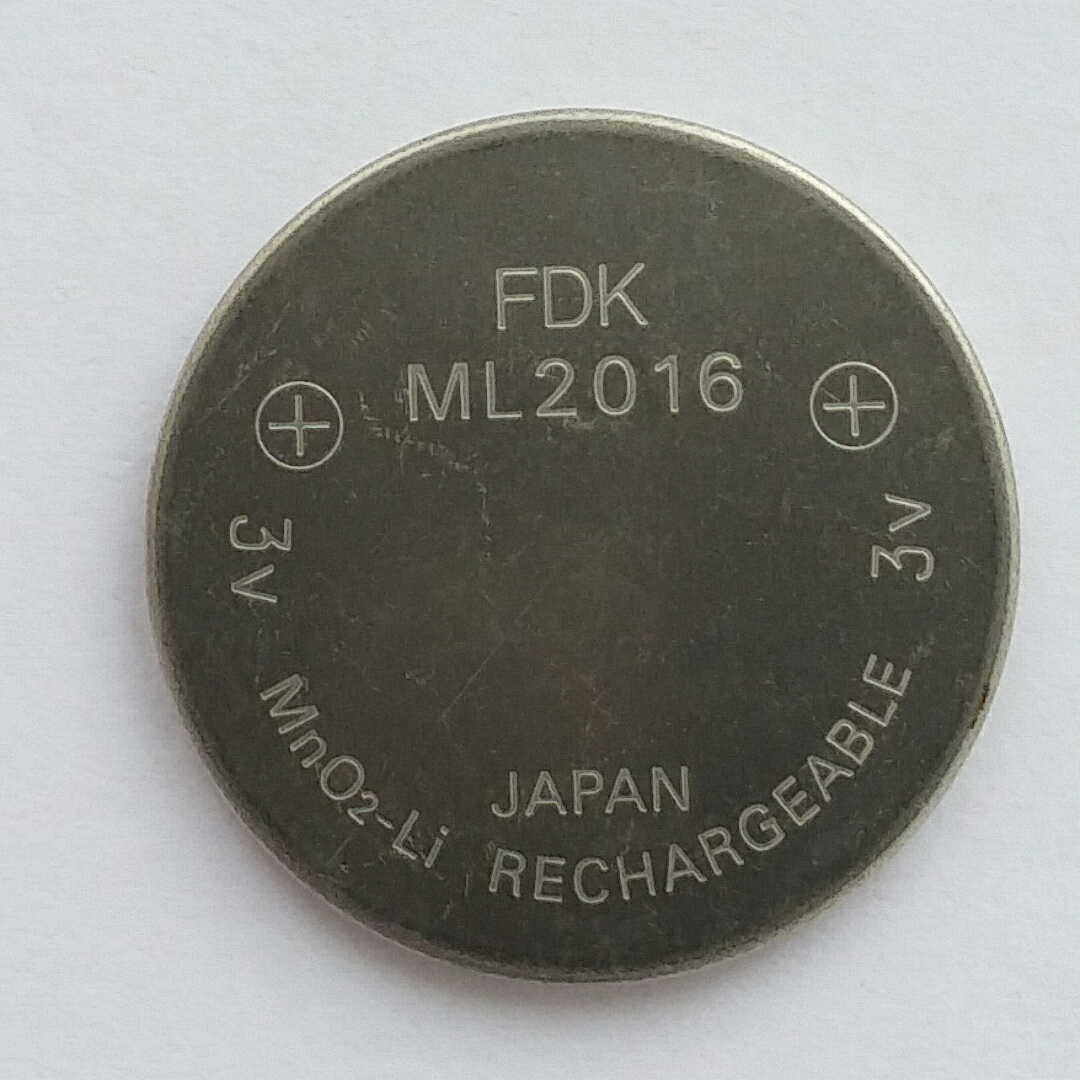 FDK
ML2016
3V
3V
MnO2-Li RECHARGEABLE
JAPAN